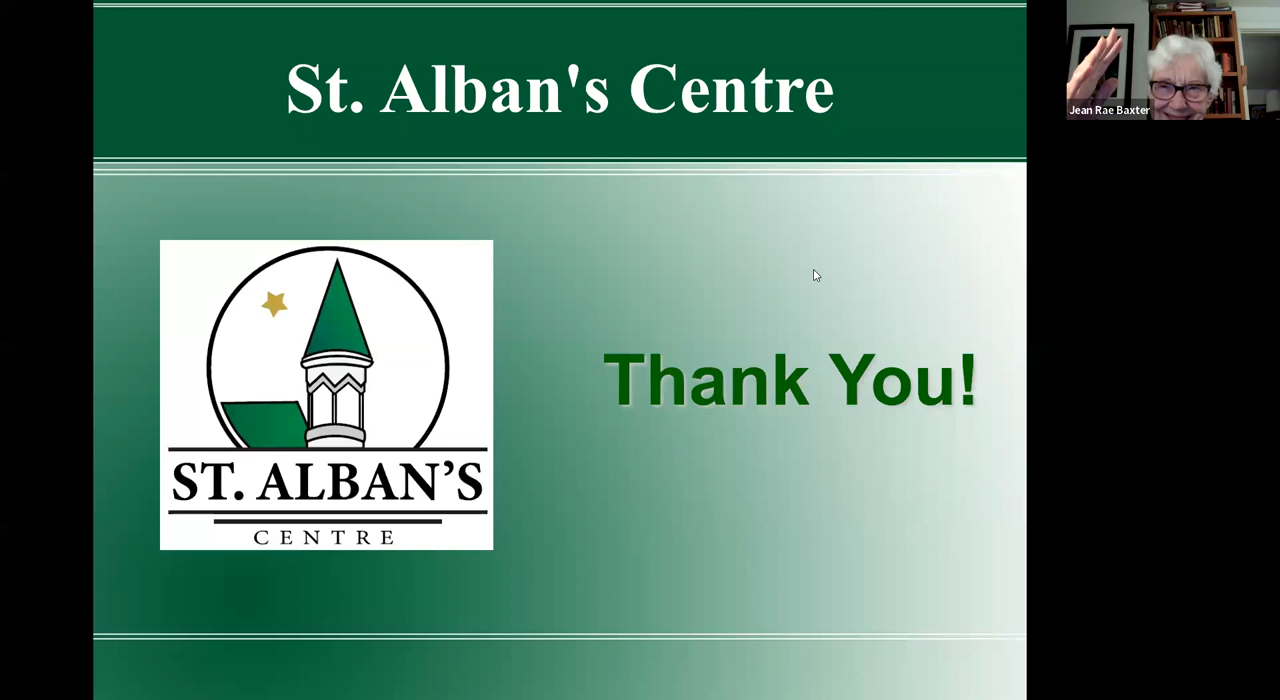 St. Alban's Centre
Jean Rae Baxter
Thank You!
ST. ALBAN’S
CENTRE